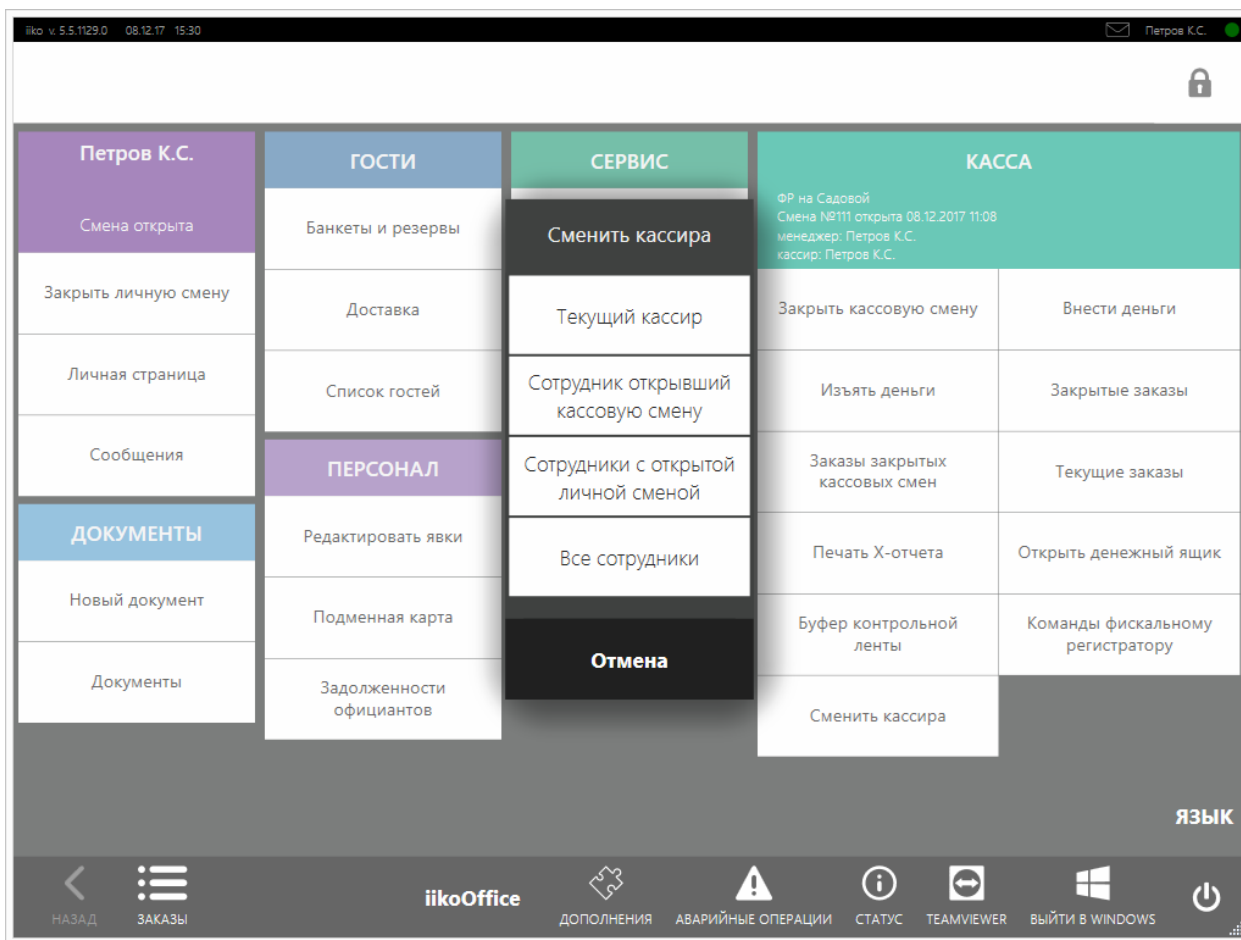 iiko v. 5.5.1129.0 08.12.17 15:30
Петров К.С.
Петров К.С.
Смена открыта
Закрыть личную смену
Личная страница
Сообщения
ДОКУМЕНТЫ
Новый документ
Документы
ГОСТИ
Банкеты и резервы
Доставка
Список гостей
ПЕРСОНАЛ
Редактировать явки
Подменная карта
Задолженности
официантов
СЕРВИС
Сменить кассира
Текущий кассир
Сотрудник открывший
кассовую смену
Сотрудники с открытой
личной сменой
Все сотрудники
Отмена
КАССА
ФР на Садовой
Смена №111 открыта 08.12.2017 11:08
менеджер: Петров К.С.
кассир: Петров К.С.
Закрыть кассовую смену
Внести деньги
Изъять деньги
Закрытые заказы
Заказы закрытых
кассовых смен
Текущие заказы
Печать X-отчета
Открыть денежный ящик
Буфер контрольной
ленты
Команды фискальному
регистратору
Сменить кассира
ЯЗЫК
НАЗАД
ЗАКАЗЫ
iikoOffice
ДОПОЛНЕНИЯ
АВАРИЙНЫЕ ОПЕРАЦИИ
СТАТУС
TEAMVIEWER
ВЫЙТИ В WINDOWS